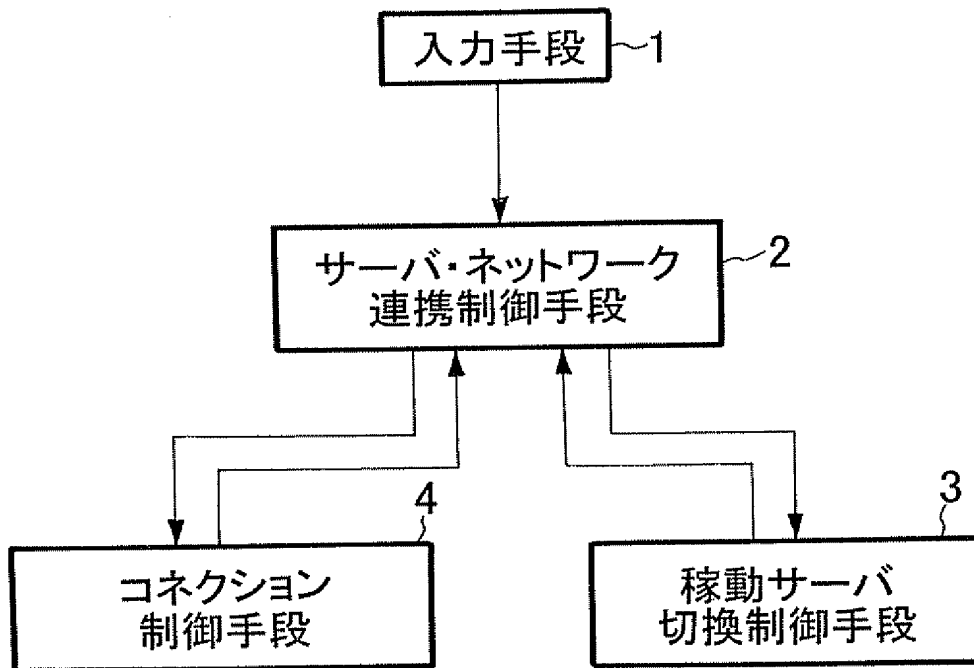 入力手段
1
サーバ・ネットワーク
連携制御手段
2
4
コネクション
制御手段
3
稼動サーバ
切換制御手段